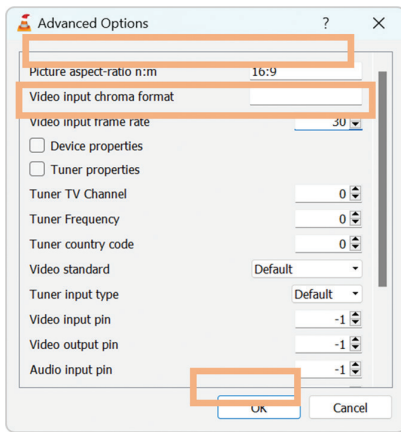 Advanced Options ? ×
Picture aspect-ratio n:m 16:9
Video input chroma format
Video input frame rate 30
Device properties
Tuner properties
Tuner TV Channel 0
Tuner Frequency 0
Tuner country code 0
Video standard Default
Tuner input type Default
Video input pin -1
Video output pin -1
Audio input pin -1
OK Cancel